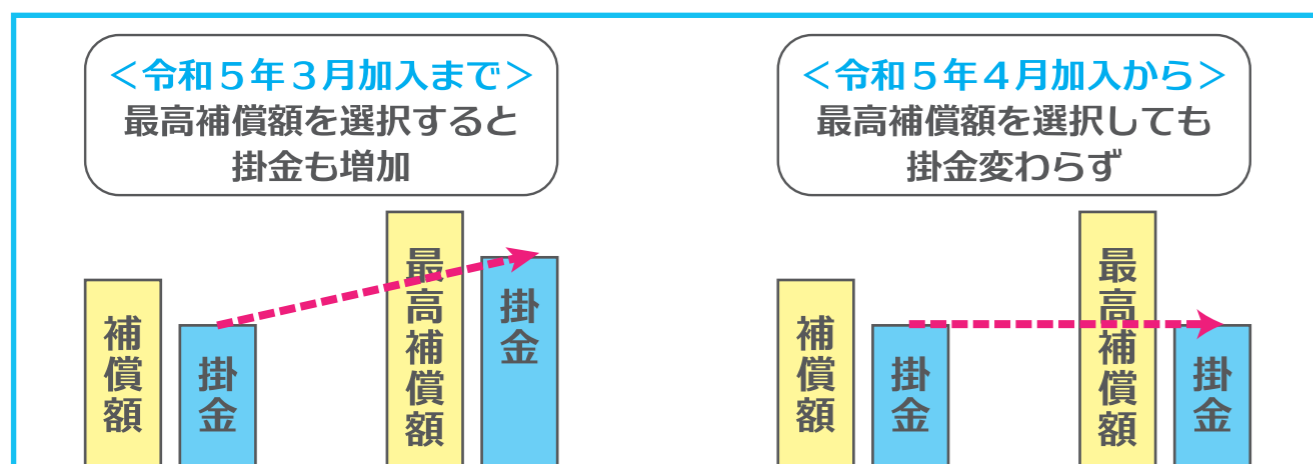 ＜令和５年３月加入まで＞
最高補償額を選択すると
掛金も増加
補償額
掛金
最高補償額
掛金
＜令和５年４月加入から＞
最高補償額を選択しても
掛金変わらず
補償額
掛金
最高補償額
掛金